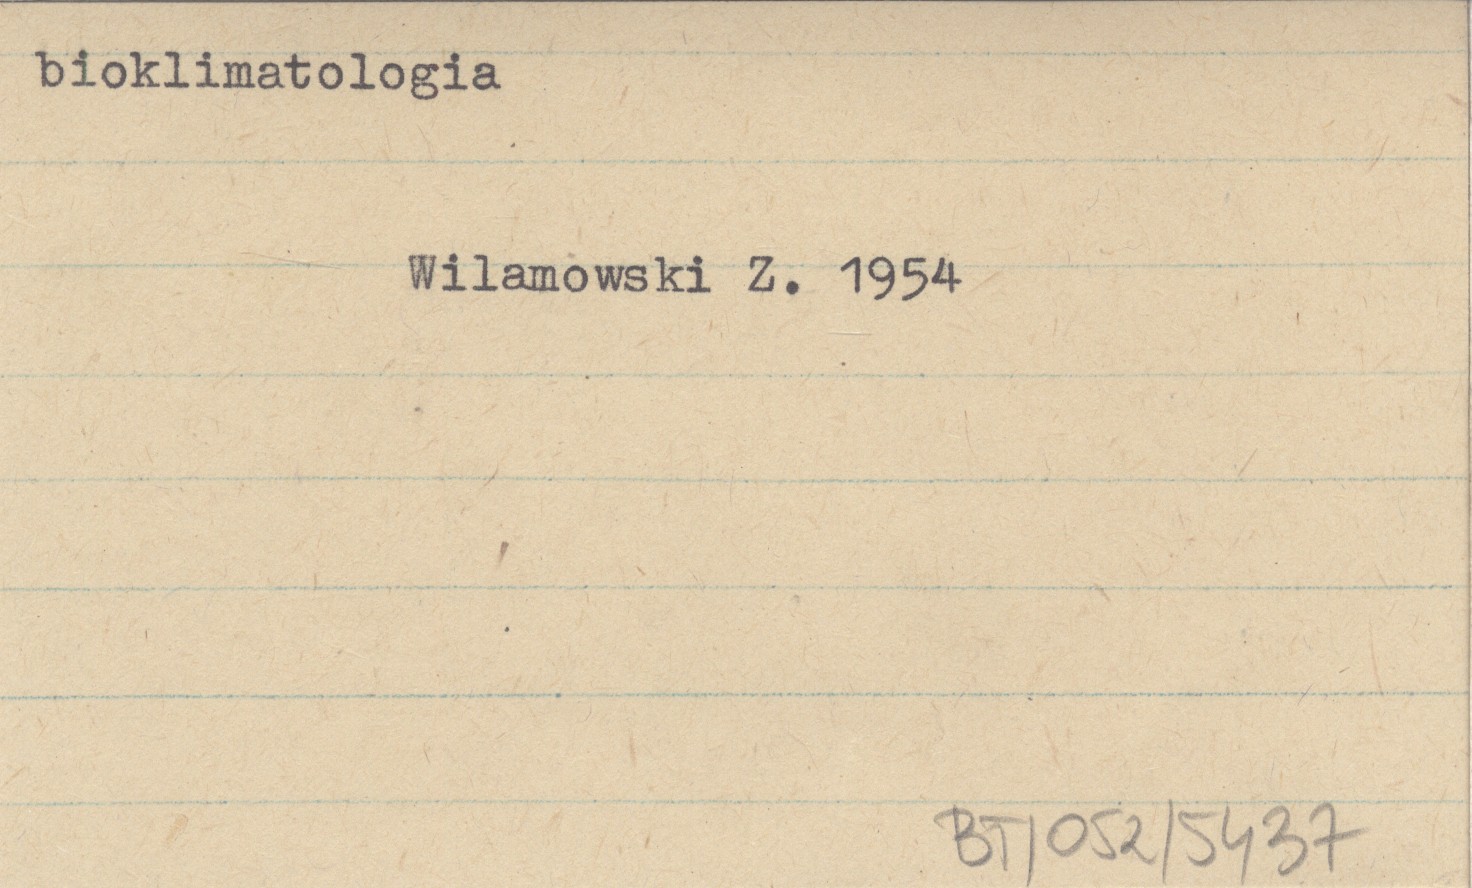 bioklimatologia
Wilamowski Z. 1954
BT/052/5437